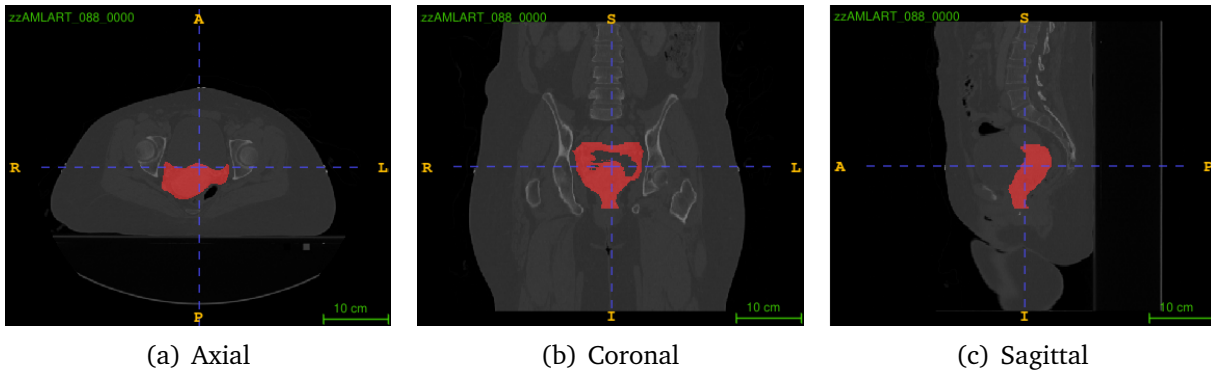 zzAMLART_088_0000
A
R
L
P
10 cm
zzAMLART_088_0000
S
R
L
I
10 cm
zzAMLART_088_0000
S
A
P
I
10 cm
(a) Axial
(b) Coronal
(c) Sagittal